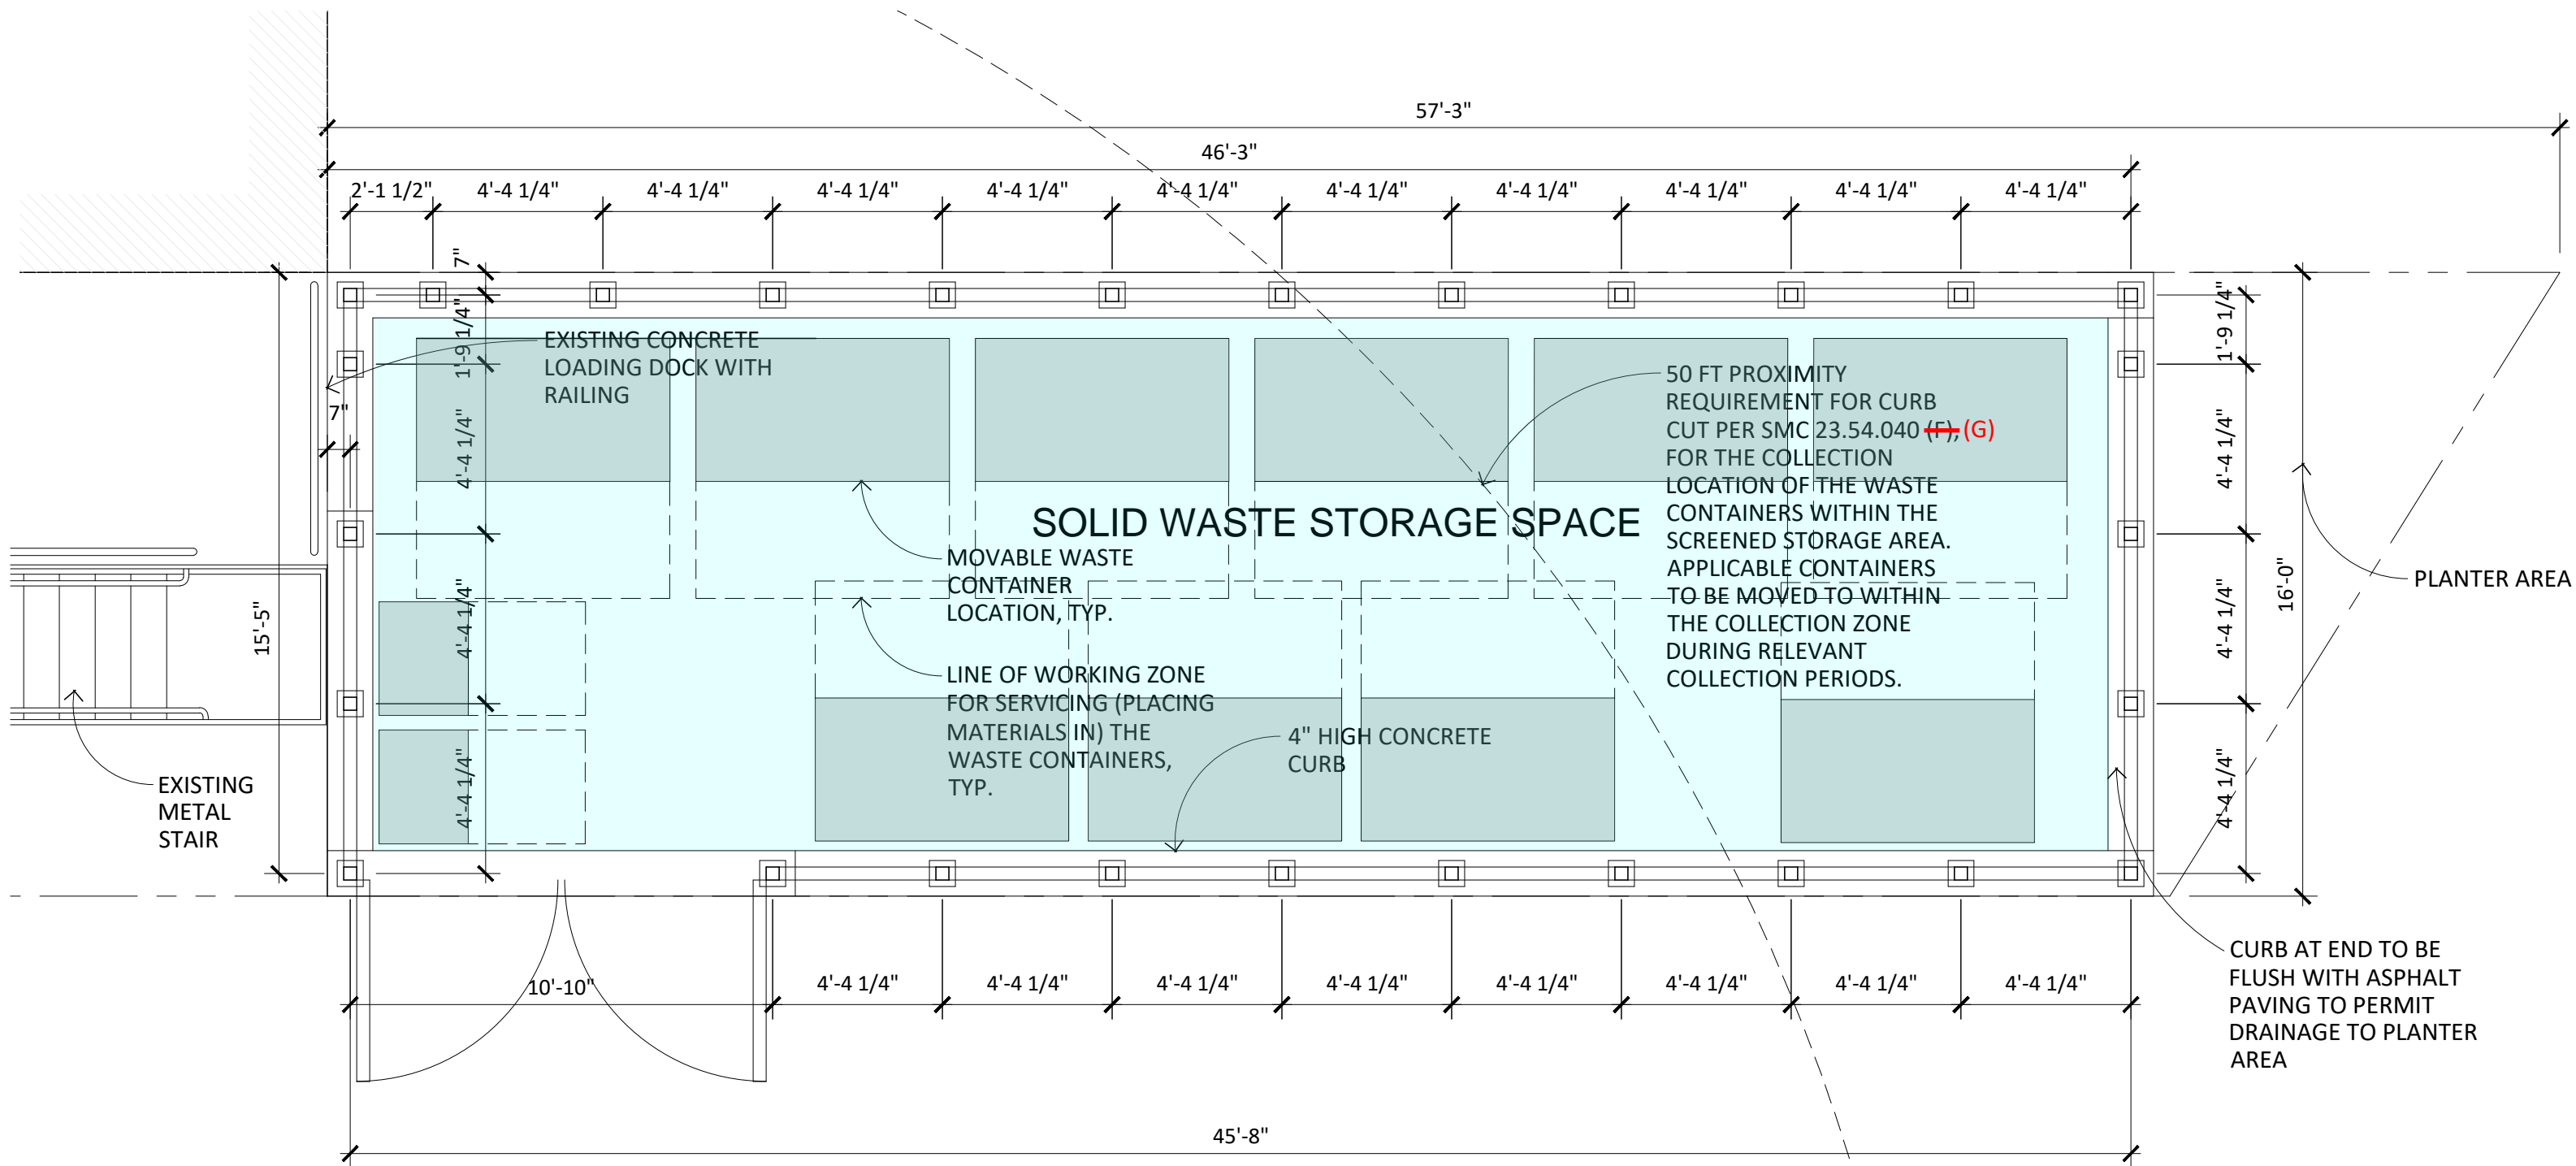 57'-3"
46'-3"
2'-1 1/2" 4'-4 1/4" 4'-4 1/4" 4'-4 1/4" 4'-4 1/4" 4'-4 1/4" 4'-4 1/4" 4'-4 1/4" 4'-4 1/4" 4'-4 1/4" 4'-4 1/4"
7"
1'-9 1/4"
4'-4 1/4"
4'-4 1/4"
4'-4 1/4"
7"
15'-5"
EXISTING CONCRETE
LOADING DOCK WITH
RAILING
50 FT PROXIMITY
REQUIREMENT FOR CURB
CUT PER SMC 23.54.040 (F), (G)
FOR THE COLLECTION
LOCATION OF THE WASTE
CONTAINERS WITHIN THE
SCREENED STORAGE AREA.
APPLICABLE CONTAINERS
TO BE MOVED TO WITHIN
THE COLLECTION ZONE
DURING RELEVANT
COLLECTION PERIODS.
SOLID WASTE STORAGE SPACE
MOVABLE WASTE
CONTAINER
LOCATION, TYP.
LINE OF WORKING ZONE
FOR SERVICING (PLACING
MATERIALS IN) THE
WASTE CONTAINERS,
TYP.
4" HIGH CONCRETE
CURB
1'-9 1/4"
4'-4 1/4"
4'-4 1/4"
4'-4 1/4"
16'-0"
PLANTER AREA
EXISTING
METAL
STAIR
CURB AT END TO BE
FLUSH WITH ASPHALT
PAVING TO PERMIT
DRAINAGE TO PLANTER
AREA
10'-10" 4'-4 1/4" 4'-4 1/4" 4'-4 1/4" 4'-4 1/4" 4'-4 1/4" 4'-4 1/4" 4'-4 1/4" 4'-4 1/4"
45'-8"